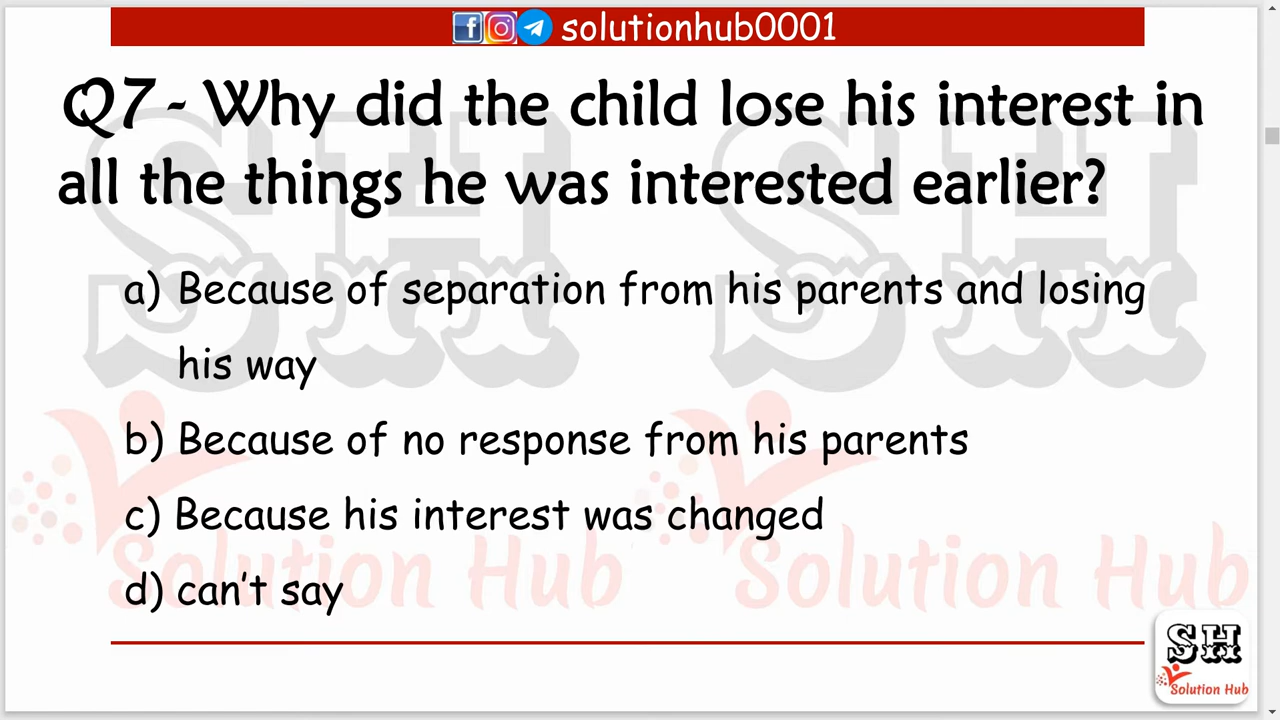 solutionhub0001
Q7- Why did the child lose his interest in
all the things he was interested earlier?
a) Because of separation from his parents and losing
his way
b) Because of no response from his parents
c) Because his interest was changed
d) can't say
SH SH
Solution Hub Solution Hub
SH
Solution Hub